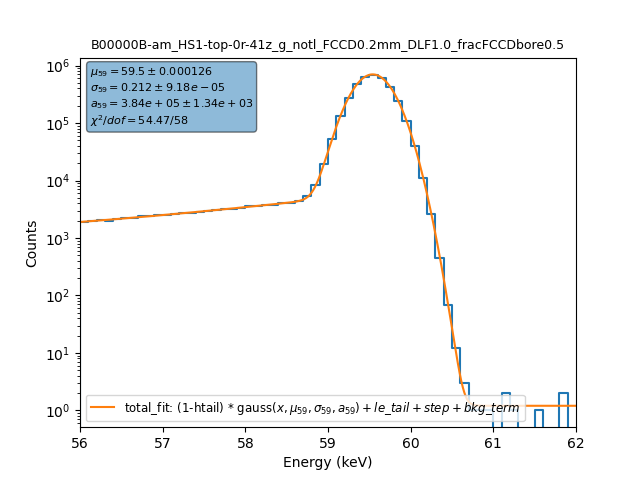 B00000B-am_HS1-top-0r-41z_g_notl_FCCD0.2mm_DLF1.0_fracFCCDbore0.5
μ₅₉ = 59.5 ± 0.000126
σ₅₉ = 0.212 ± 9.18e − 05
a₅₉ = 3.84e + 05 ± 1.34e + 03
χ²/dof = 54.47/58
Counts
10⁶
10⁵
10⁴
10³
10²
10¹
10⁰
total_fit: (1-htail) * gauss(x, μ₅₉, σ₅₉, a₅₉) + le_tail + step + bkg_term
56 57 58 59 60 61 62
Energy (keV)